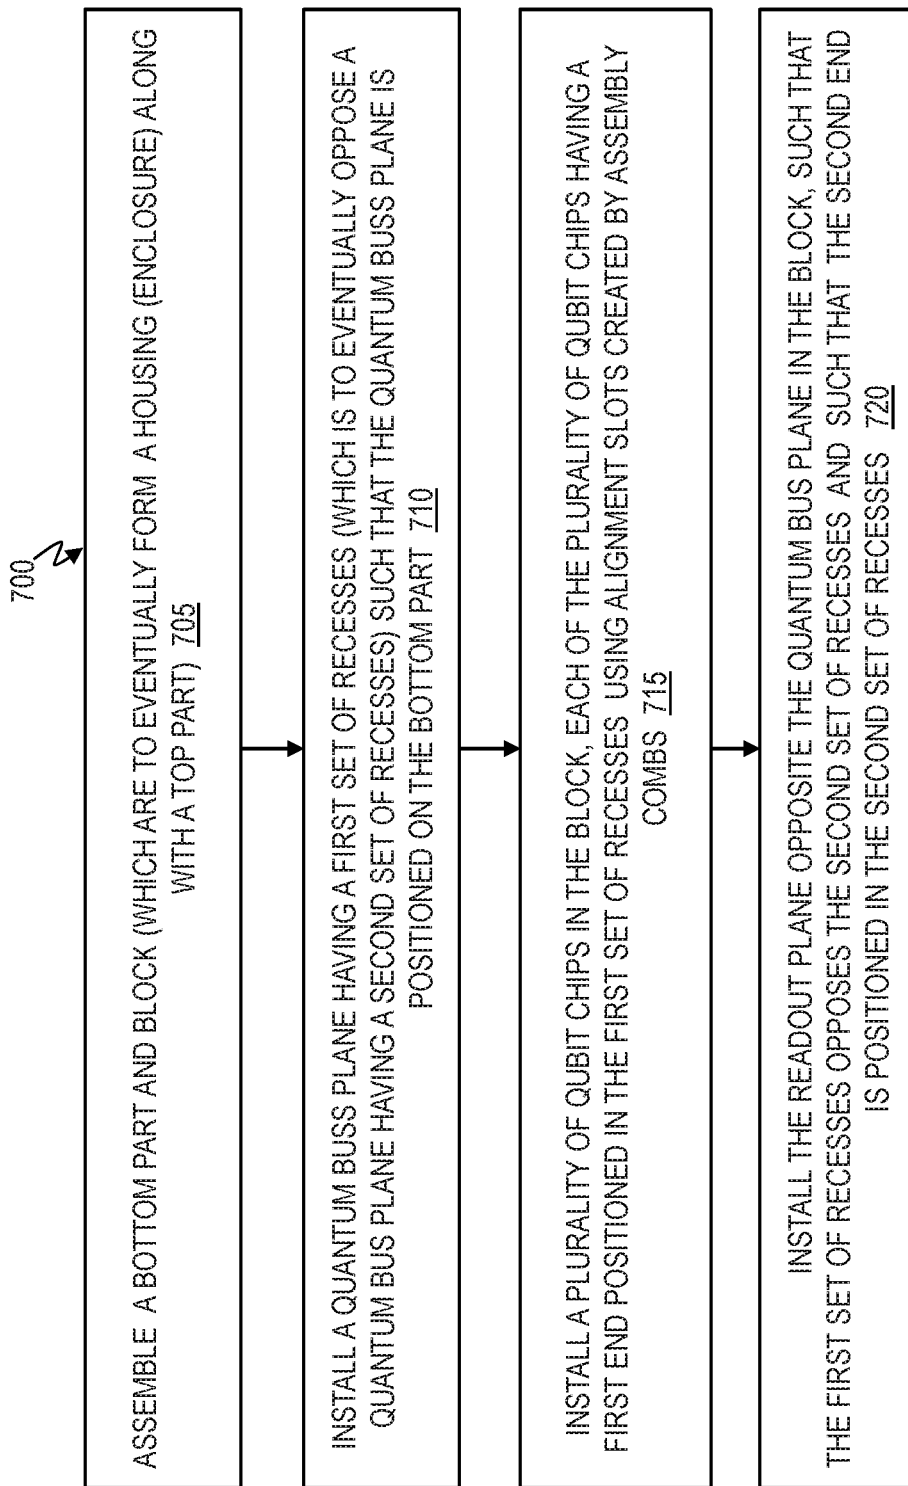 700
ASSEMBLE A BOTTOM PART AND BLOCK (WHICH ARE TO EVENTUALLY FORM A HOUSING (ENCLOSURE) ALONG
WITH A TOP PART) 705
INSTALL A QUANTUM BUSS PLANE HAVING A FIRST SET OF RECESSES (WHICH IS TO EVENTUALLY OPPOSE A
QUANTUM BUS PLANE HAVING A SECOND SET OF RECESSES) SUCH THAT THE QUANTUM BUSS PLANE IS
POSITIONED ON THE BOTTOM PART 710
INSTALL A PLURALITY OF QUBIT CHIPS IN THE BLOCK, EACH OF THE PLURALITY OF QUBIT CHIPS HAVING A
FIRST END POSITIONED IN THE FIRST SET OF RECESSES USING ALIGNMENT SLOTS CREATED BY ASSEMBLY
COMBS 715
INSTALL THE READOUT PLANE OPPOSITE THE QUANTUM BUS PLANE IN THE BLOCK, SUCH THAT
THE FIRST SET OF RECESSES OPPOSES THE SECOND SET OF RECESSES AND SUCH THAT THE SECOND END
IS POSITIONED IN THE SECOND SET OF RECESSES 720